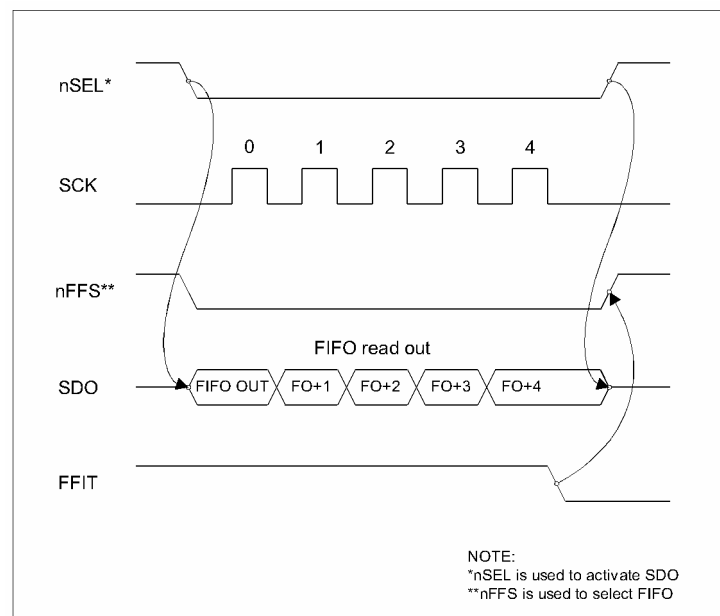 nSEL*
0 1 2 3 4
SCK
nFFS**
FIFO read out
SDO FIFO OUT FO+1 FO+2 FO+3 FO+4
FFIT
NOTE:
*nSEL is used to activate SDO
**nFFS is used to select FIFO